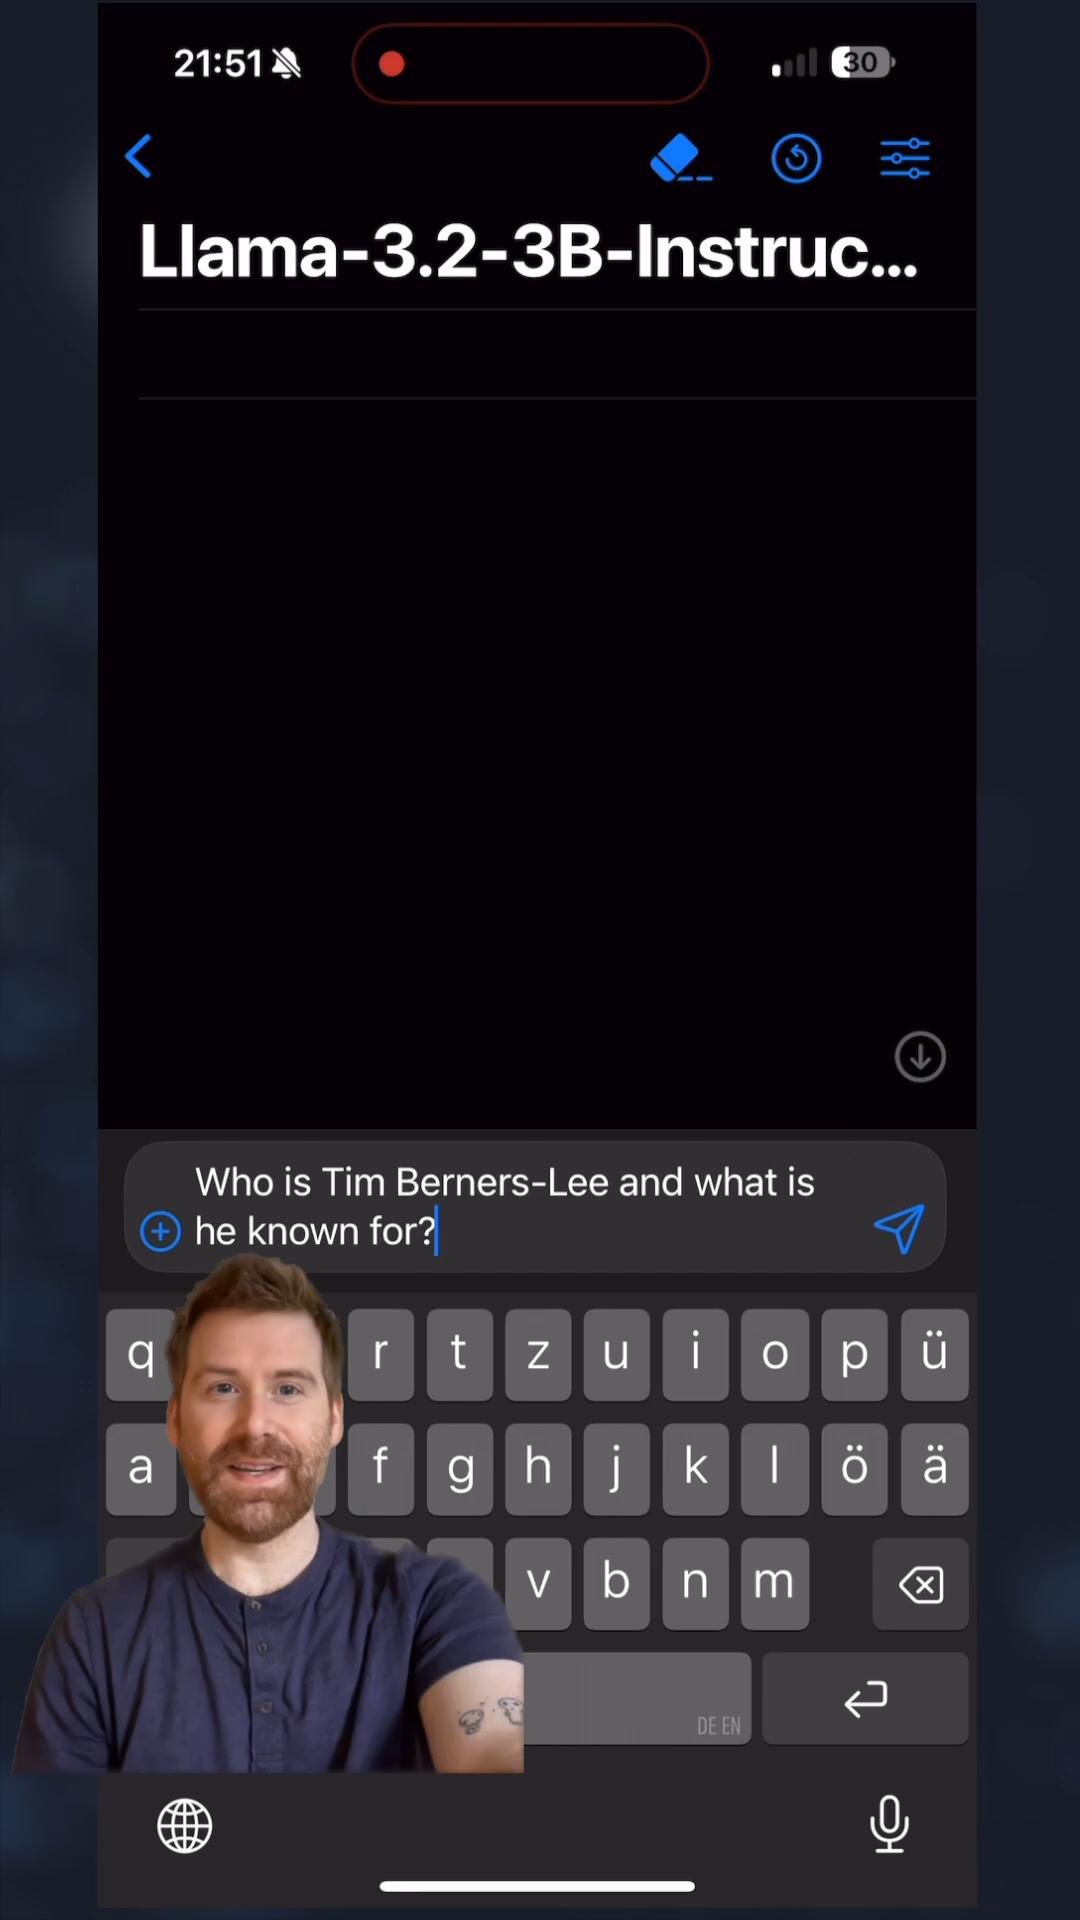 21:51
30
Llama-3.2-3B-Instruc...
Who is Tim Berners-Lee and what is
he known for?
q r t z u i o p ü
a f g h j k l ö ä
v b n m
DE EN